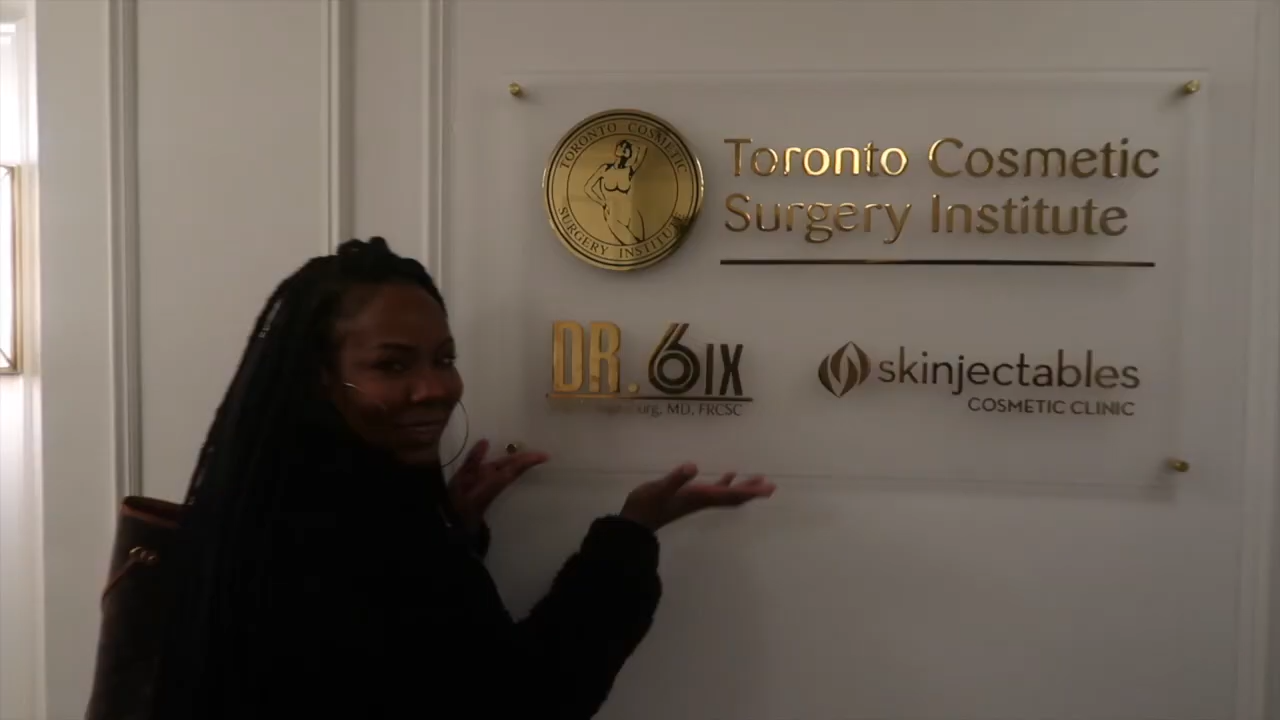 TORONTO COSMETIC
SURGERY INSTITUTE
Toronto Cosmetic
Surgery Institute
DR. 6IX
MD, FRCSC
skinjectables
COSMETIC CLINIC